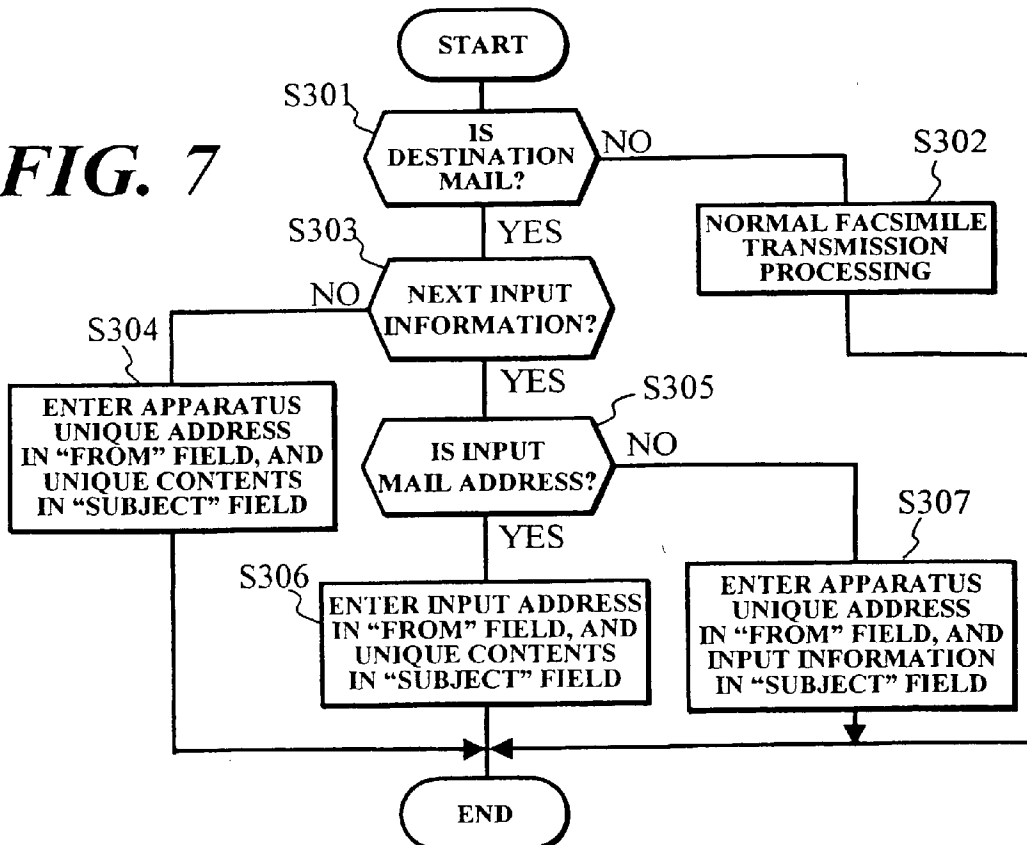 START
S301
FIG. 7
IS
DESTINATION
MAIL?
NO
S302
NORMAL FACSIMILE
TRANSMISSION
PROCESSING
YES
S303
NEXT INPUT
INFORMATION?
NO
S304
ENTER APPARATUS
UNIQUE ADDRESS
IN “FROM” FIELD, AND
UNIQUE CONTENTS
IN “SUBJECT” FIELD
YES
S305
IS INPUT
MAIL ADDRESS?
NO
YES
S306
ENTER INPUT ADDRESS
IN “FROM” FIELD, AND
UNIQUE CONTENTS
IN “SUBJECT” FIELD
S307
ENTER APPARATUS
UNIQUE ADDRESS
IN “FROM” FIELD, AND
INPUT INFORMATION
IN “SUBJECT” FIELD
END